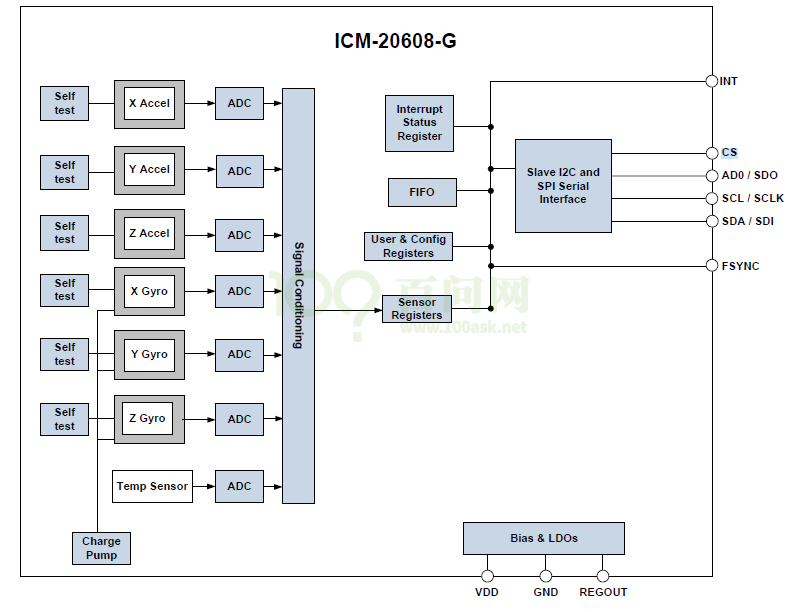 ICM-20608-G
Self
test
X Accel
ADC
Self
test
Y Accel
ADC
Self
test
Z Accel
ADC
Self
test
X Gyro
ADC
Self
test
Y Gyro
ADC
Self
test
Z Gyro
ADC
Temp Sensor
ADC
Charge
Pump
Signal Conditioning
Interrupt
Status
Register
FIFO
User & Config
Registers
Sensor
Registers
Slave I2C and
SPI Serial
Interface
INT
CS
AD0 / SDO
SCL / SCLK
SDA / SDI
FSYNC
100?百问网
www.100ask.net
Bias & LDOs
VDD
GND
REGOUT